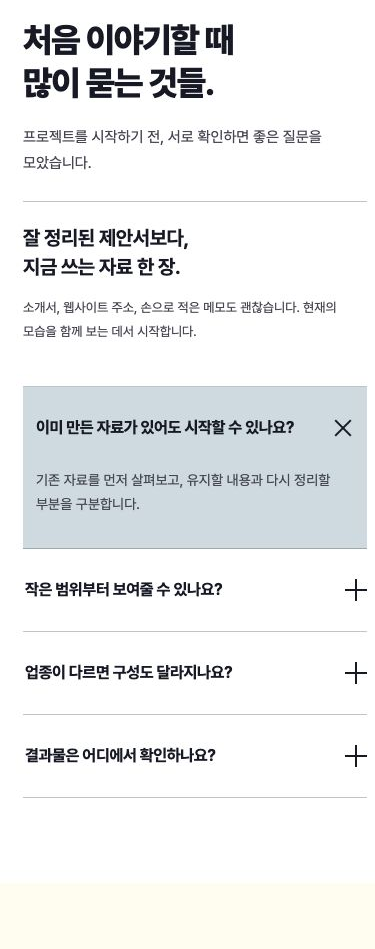 처음 이야기할 때
많이 묻는 것들.
프로젝트를 시작하기 전, 서로 확인하면 좋은 질문을
모았습니다.
잘 정리된 제안서보다,
지금 쓰는 자료 한 장.
소개서, 웹사이트 주소, 손으로 적은 메모도 괜찮습니다. 현재의
모습을 함께 보는 데서 시작합니다.
이미 만든 자료가 있어도 시작할 수 있나요?
기존 자료를 먼저 살펴보고, 유지할 내용과 다시 정리할
부분을 구분합니다.
작은 범위부터 보여줄 수 있나요?
업종이 다르면 구성도 달라지나요?
결과물은 어디에서 확인하나요?